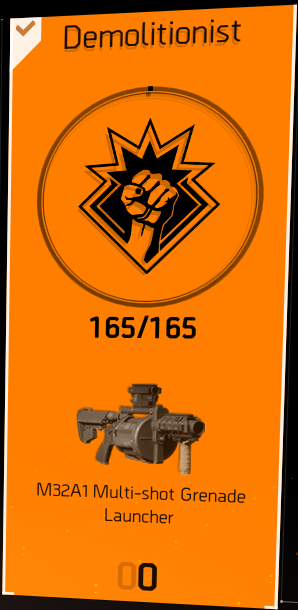 Demolitionist
165/165
M32A1 Multi-shot Grenade
Launcher
00